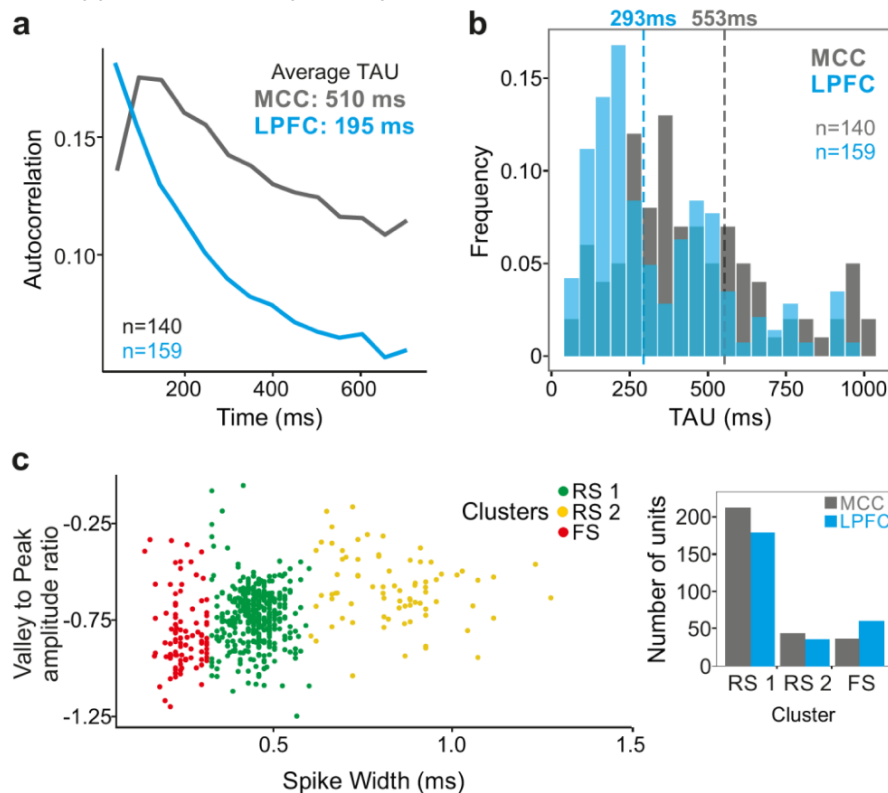 a
Average TAU
MCC: 510 ms
LPFC: 195 ms
0.15
0.10
Autocorrelation
n=140
n=159
200
400
600
Time (ms)
b
293ms
553ms
MCC
LPFC
n=140
n=159
0.15
0.10
0.05
0
Frequency
0
250
500
750
1000
TAU (ms)
c
-0.25
-0.75
-1.25
Valley to Peak
amplitude ratio
Clusters
RS 1
RS 2
FS
0.5
1.0
1.5
Spike Width (ms)
MCC
LPFC
200
150
100
50
0
Number of units
RS 1
RS 2
FS
Cluster